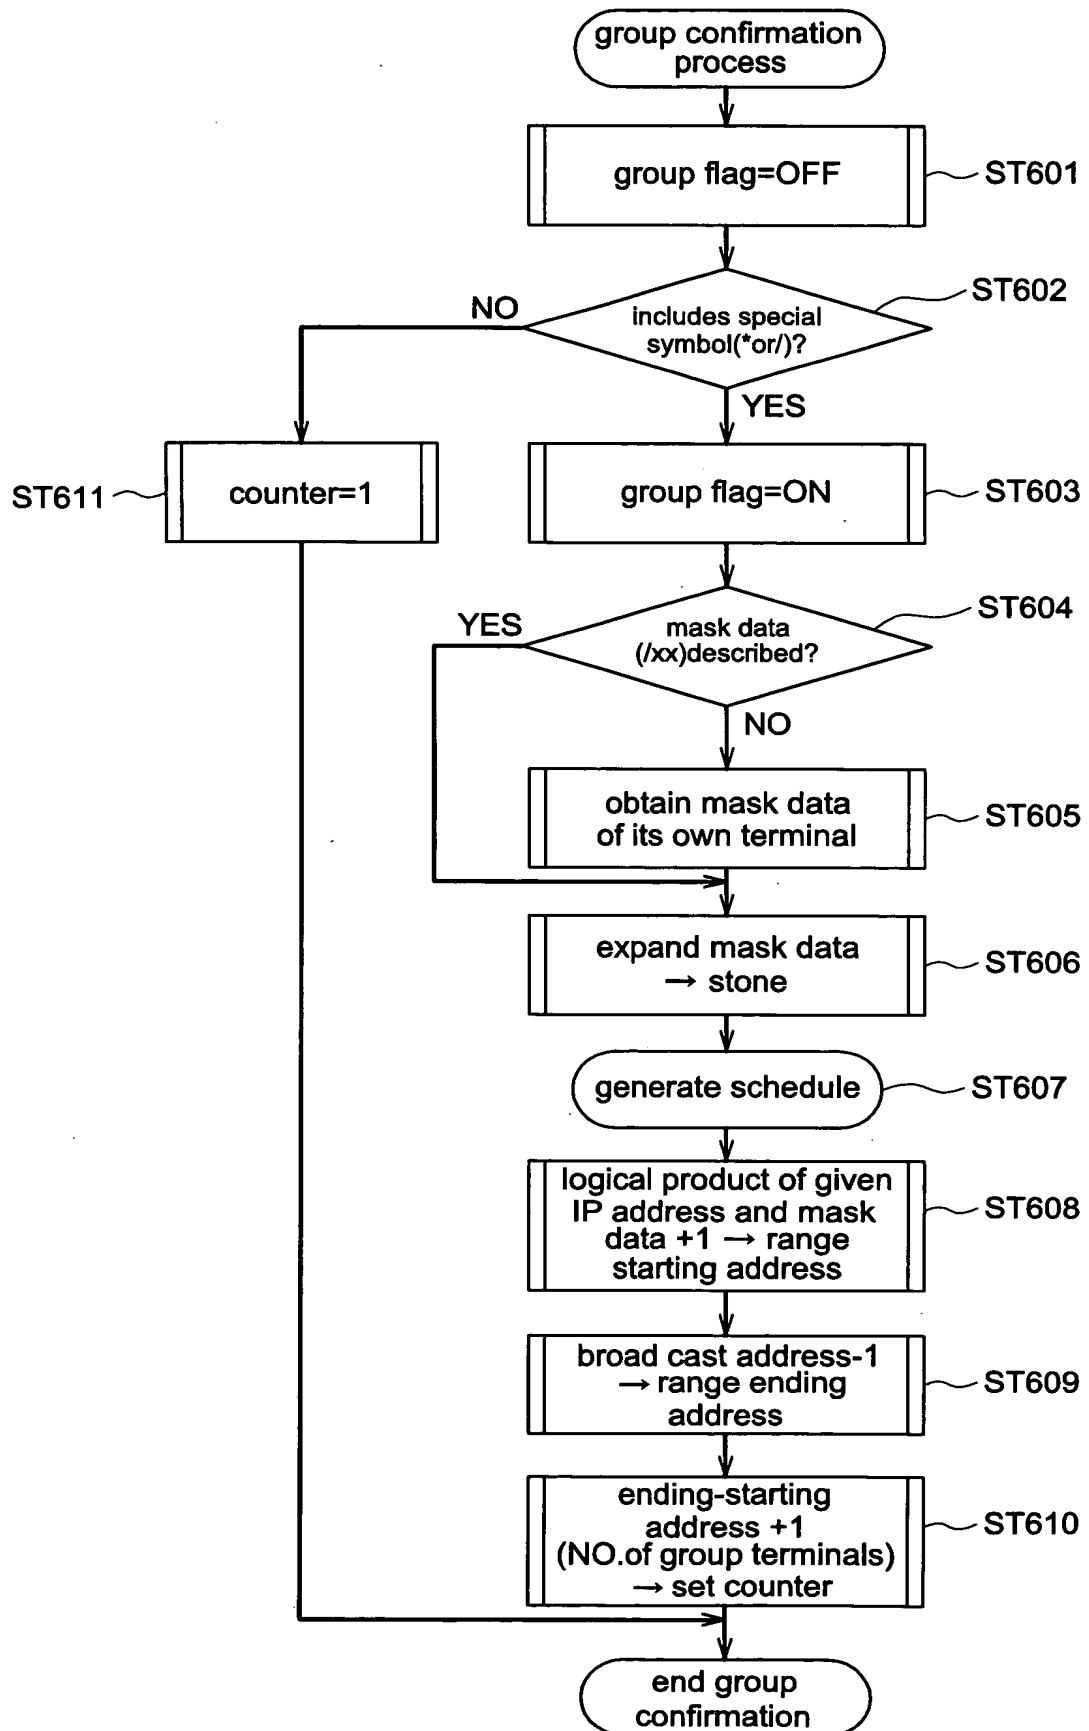 group confirmation
process
group flag=OFF
ST601
ST602
NO
includes special
symbol(*or/)?
YES
ST611
counter=1
group flag=ON
ST603
ST604
YES
mask data
(/xx)described?
NO
obtain mask data
of its own terminal
ST605
expand mask data
→ stone
ST606
generate schedule
ST607
logical product of given
IP address and mask
data +1 → range
starting address
ST608
broad cast address-1
→ range ending
address
ST609
ending-starting
address +1
(NO.of group terminals)
→ set counter
ST610
end group
confirmation